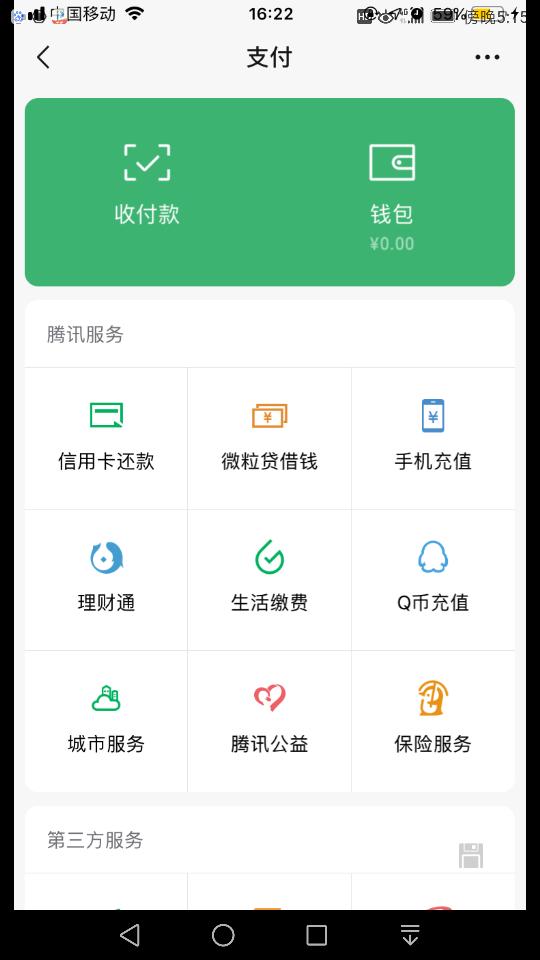 中国移动 16:22 59% 傍晚5:15
支付
收付款 钱包
¥0.00
腾讯服务
信用卡还款 微粒贷借钱 手机充值
理财通 生活缴费 Q币充值
城市服务 腾讯公益 保险服务
第三方服务